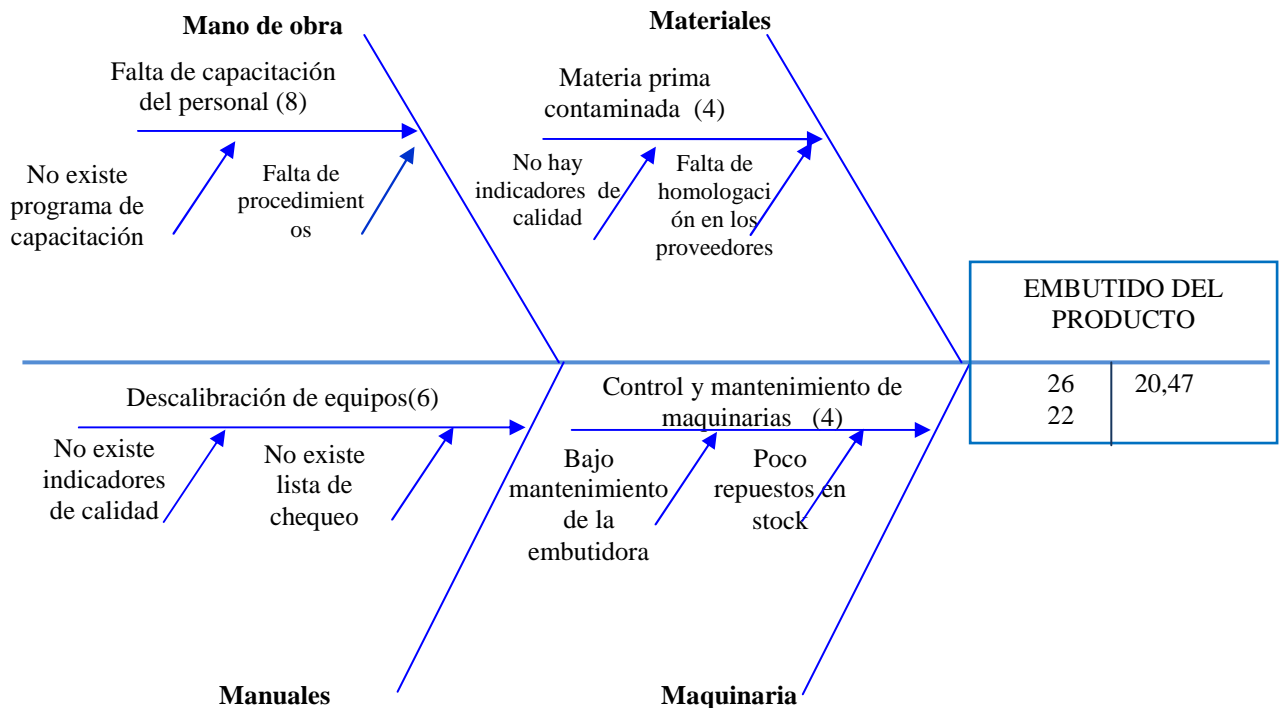 Mano de obra
Materiales
Falta de capacitación
del personal (8)
Materia prima
contaminada (4)
No existe
programa de
capacitación
Falta de
procedimient
os
No hay
indicadores de
calidad
Falta de
homologaci
ón en los
proveedores
EMBUTIDO DEL
PRODUCTO
26
22
20,47
Descalibración de equipos(6)
Control y mantenimiento de
maquinarias (4)
No existe
indicadores
de calidad
No existe
lista de
chequeo
Bajo
mantenimiento
de la
embutidora
Poco
repuestos en
stock
Manuales
Maquinaria